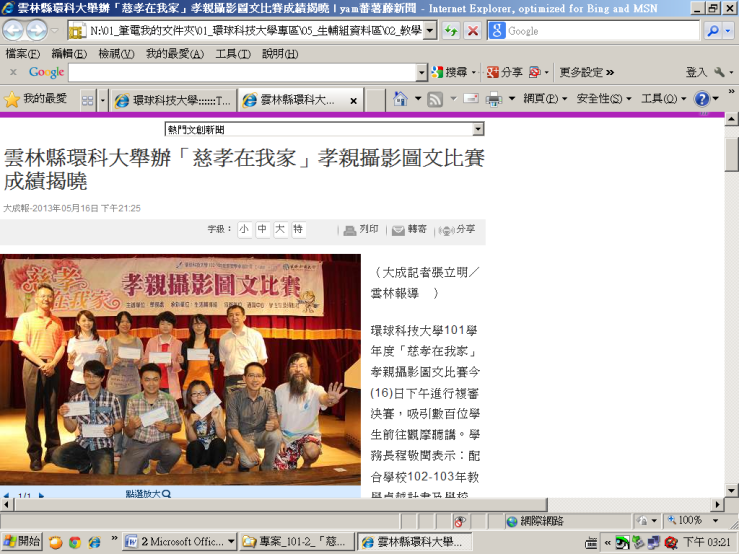 雲林縣環科大舉辦「慈孝在我家」孝親攝影圖文比賽成績揭曉 | yam蕃薯藤新聞 - Internet Explorer, optimized for Bing and MSN
N:\01_筆電我的文件夾\01_環球科技大學專區\05_生輔組資料區\02_教學
Google
檔案(F) 編輯(E) 檢視(V) 我的最愛(A) 工具(T) 說明(H)
Google 搜尋 分享 更多設定 » 登入
我的最愛 環球科技大學::::::T... 雲林縣環科大... 網頁(P) 安全性(S) 工具(O) »
熱門文創新聞
雲林縣環科大舉辦「慈孝在我家」孝親攝影圖文比賽
成績揭曉
大成報-2013年05月16日 下午21:25
字級： 小 中 大 特 列印 轉寄 分享
慈孝在我家
孝親攝影圖文比賽
（大成記者張立明／
雲林報導 ）
環球科技大學101學
年度「慈孝在我家」
孝親攝影圖文比賽今
(16)日下午進行複審
決賽，吸引數百位學
生前往觀摩聽講。學
務長程敬閏表示：配
合學校102-103年教
學卓越計畫及學校
1/1 點選放大
網際網路 100%
開始 » 2 Microsoft Offic... 專案_101-2_「慈... 雲林縣環科大舉... « 下午 03:21